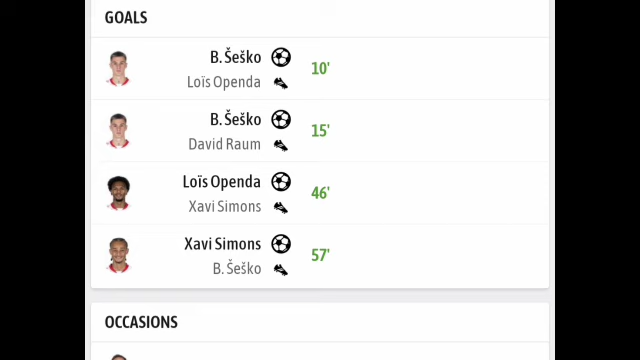 GOALS
B. Šeško
10'
Loïs Openda
B. Šeško
15'
David Raum
Loïs Openda
46'
Xavi Simons
Xavi Simons
57'
B. Šeško
OCCASIONS